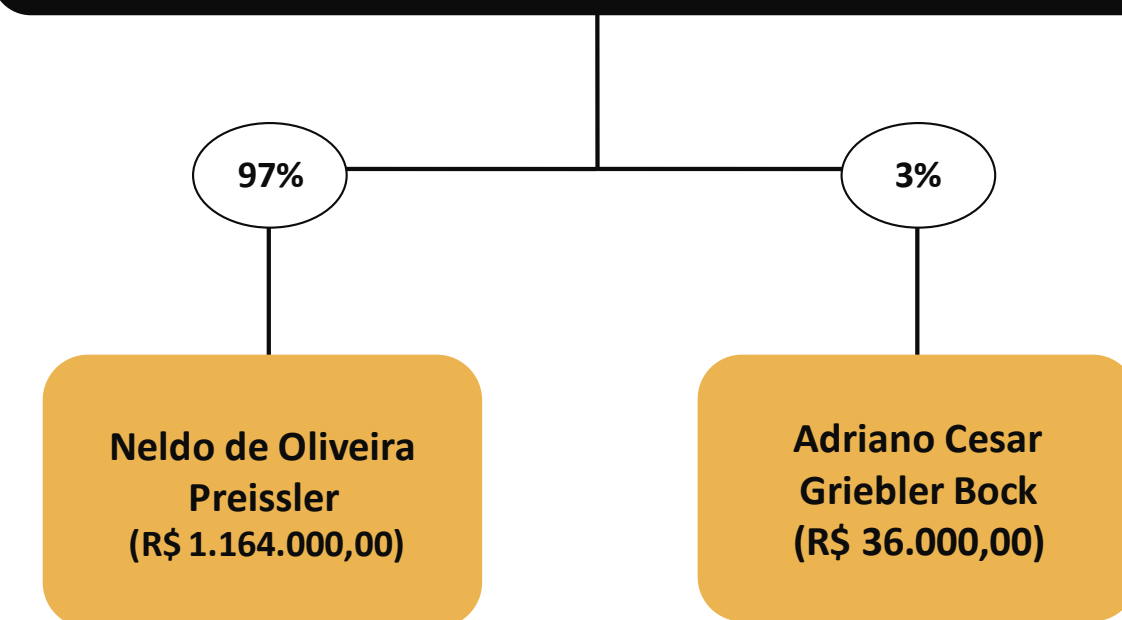 97%
3%
Neldo de Oliveira
Preissler
(R$ 1.164.000,00)
Adriano Cesar
Griebler Bock
(R$ 36.000,00)